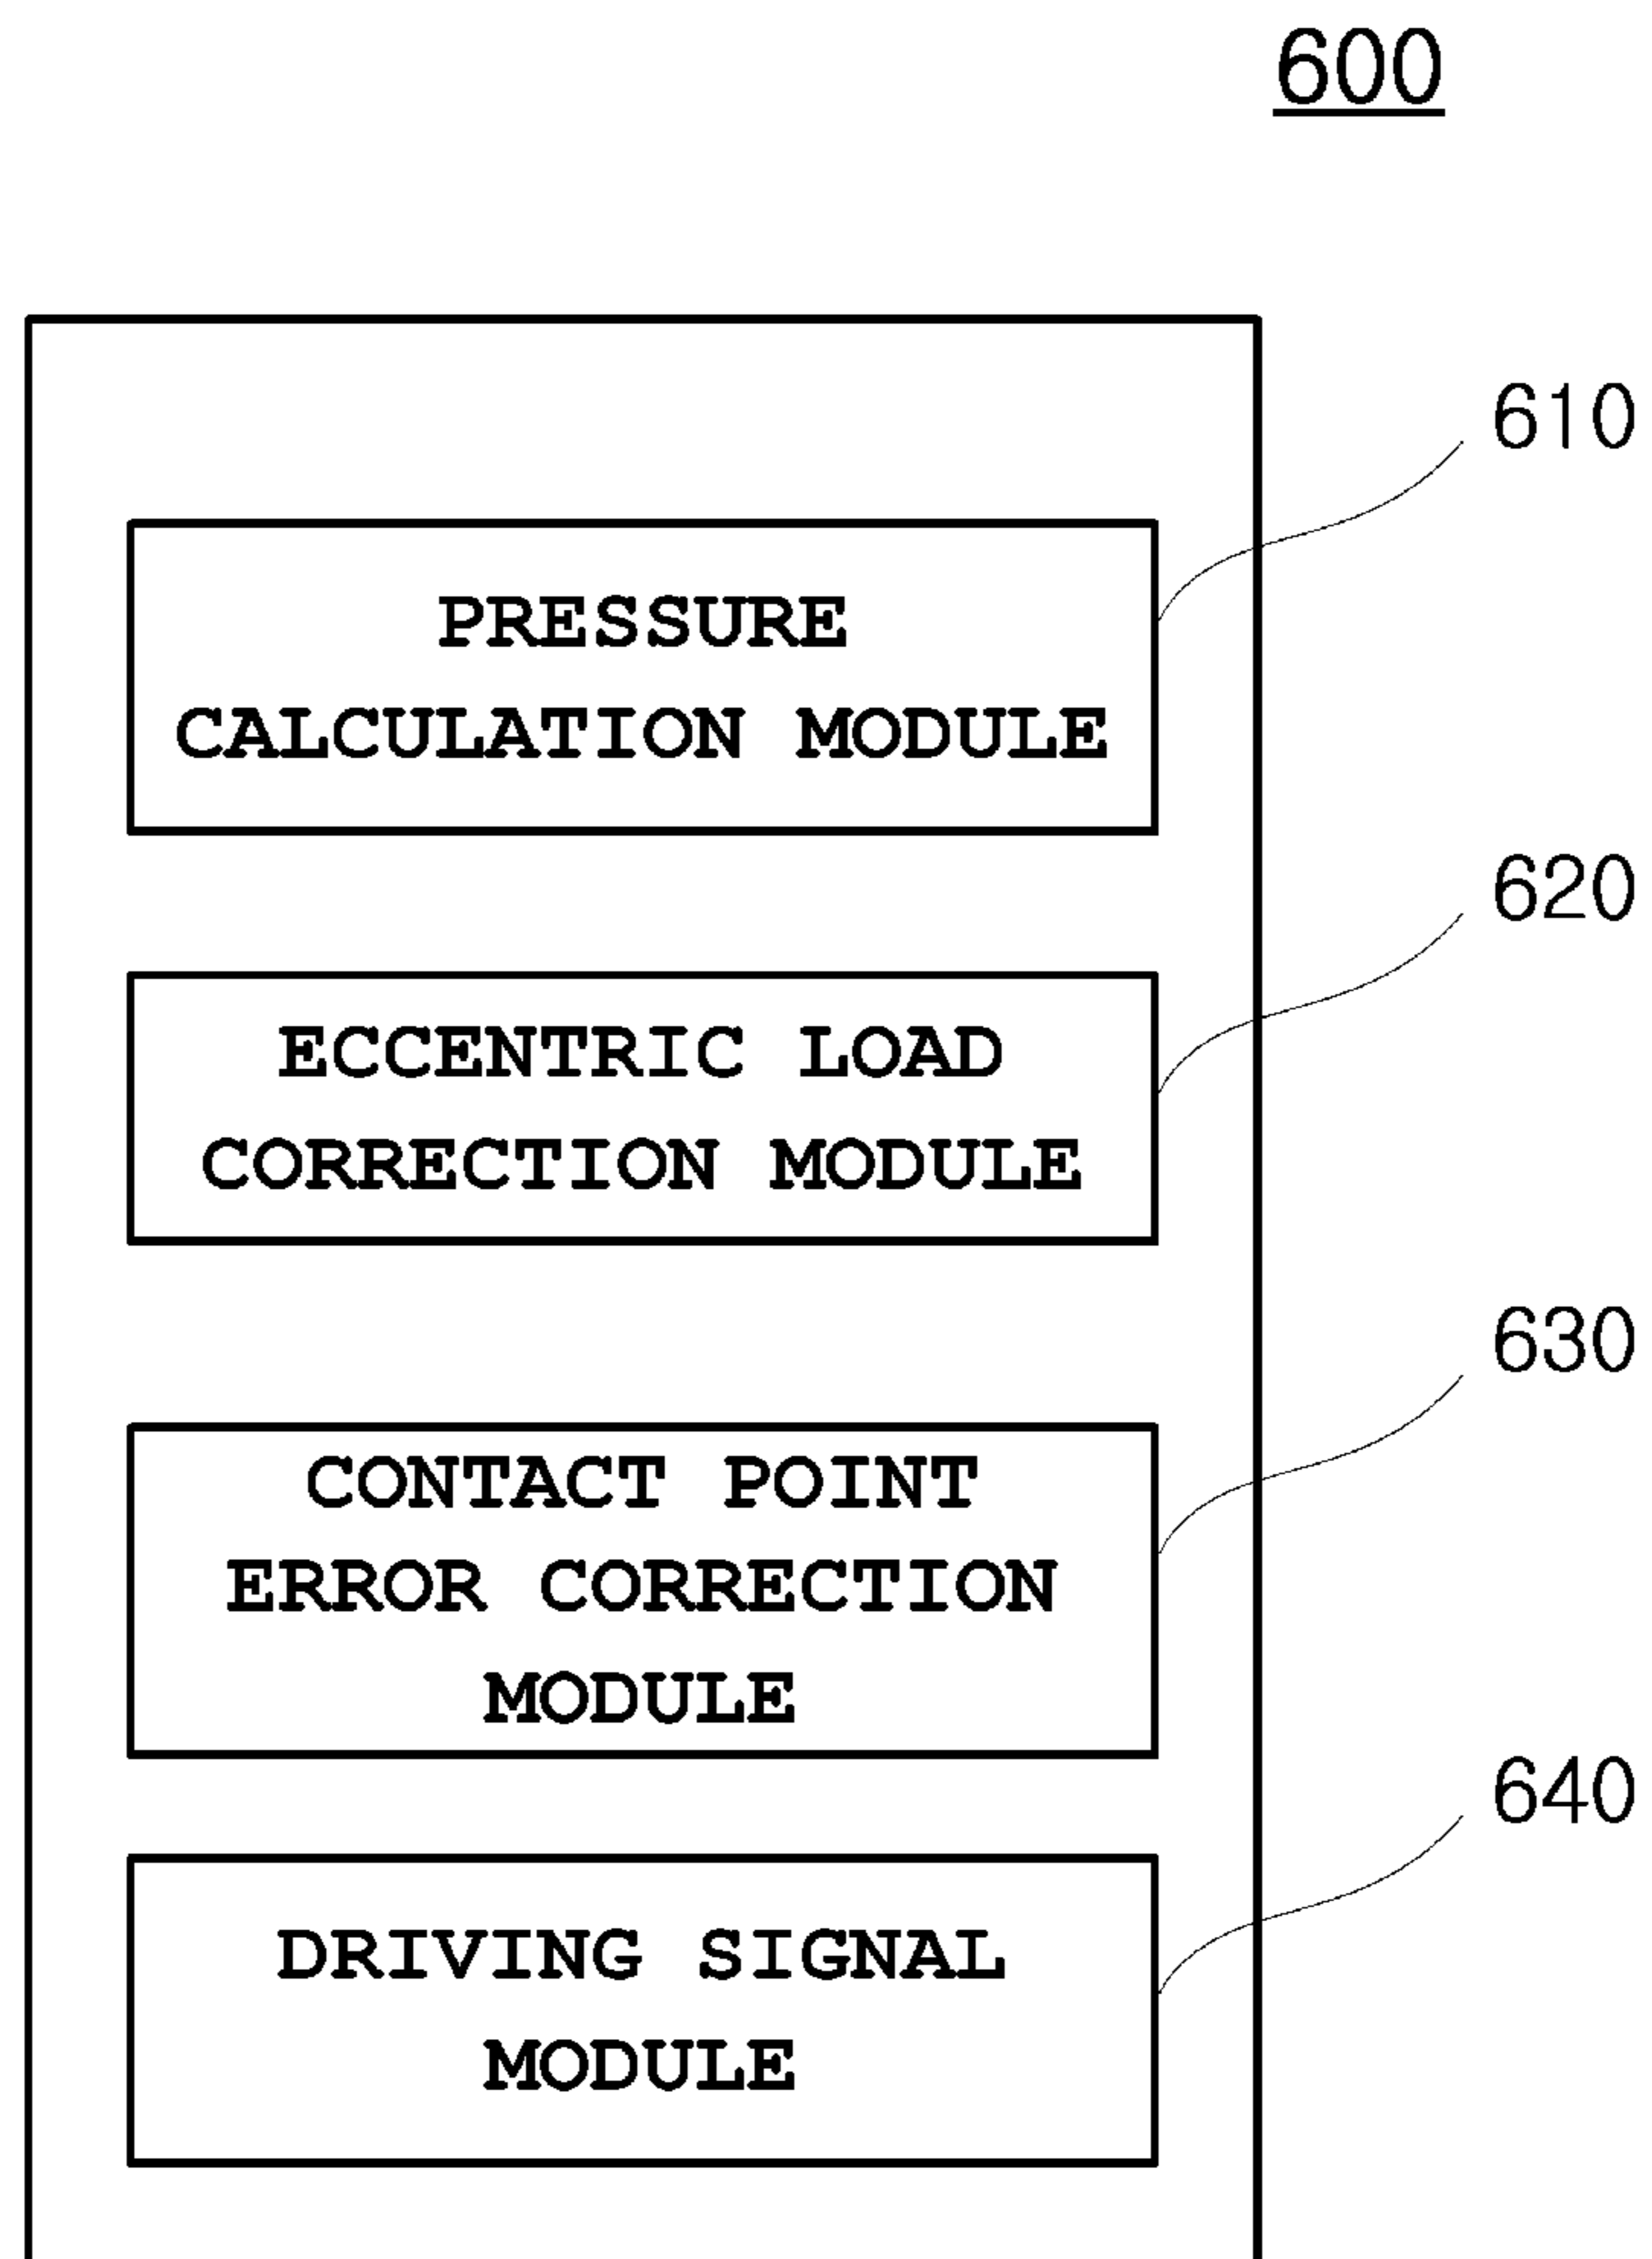 600
610
PRESSURE
CALCULATION MODULE
620
ECCENTRIC LOAD
CORRECTION MODULE
630
CONTACT POINT
ERROR CORRECTION
MODULE
640
DRIVING SIGNAL
MODULE